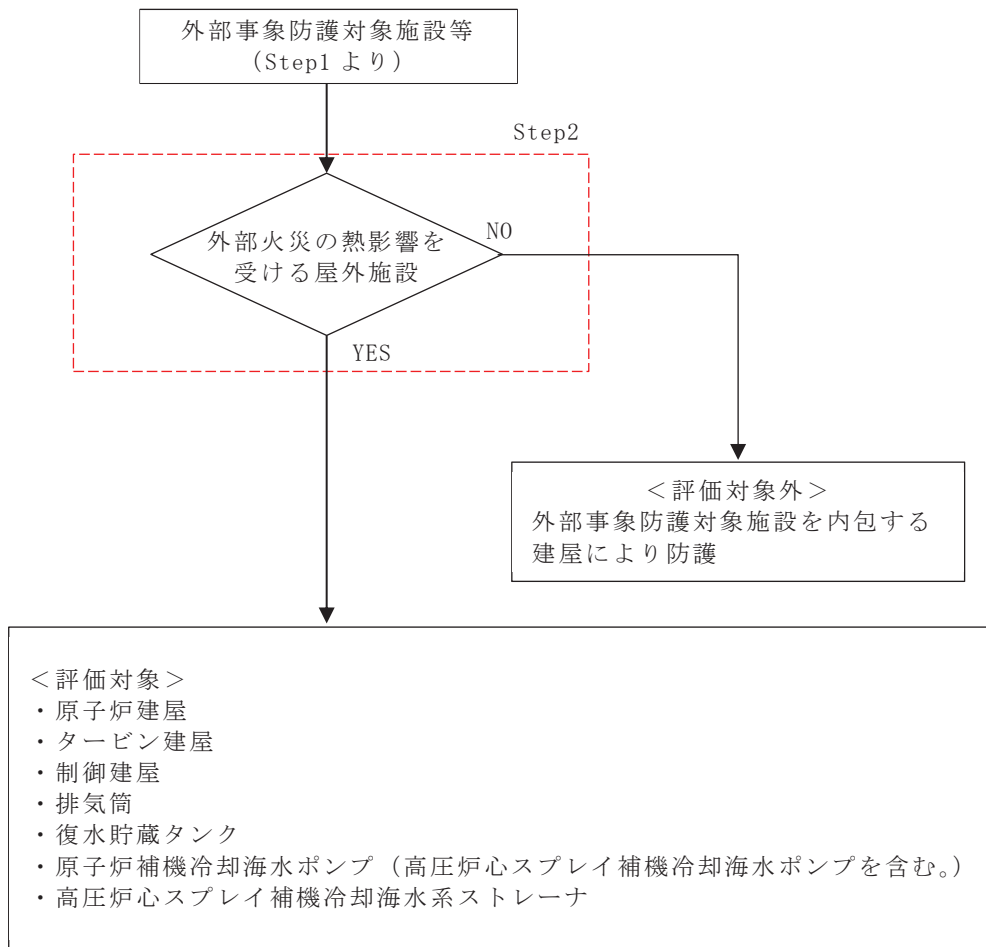 外部事象防護対象施設等
(Step1 より)
Step2
外部火災の熱影響を
受ける屋外施設
NO
YES
＜評価対象外＞
外部事象防護対象施設を内包する
建屋により防護
＜評価対象＞
・原子炉建屋
・タービン建屋
・制御建屋
・排気筒
・復水貯蔵タンク
・原子炉補機冷却海水ポンプ（高圧炉心スプレイ補機冷却海水ポンプを含む。）
・高圧炉心スプレイ補機冷却海水系ストレーナ